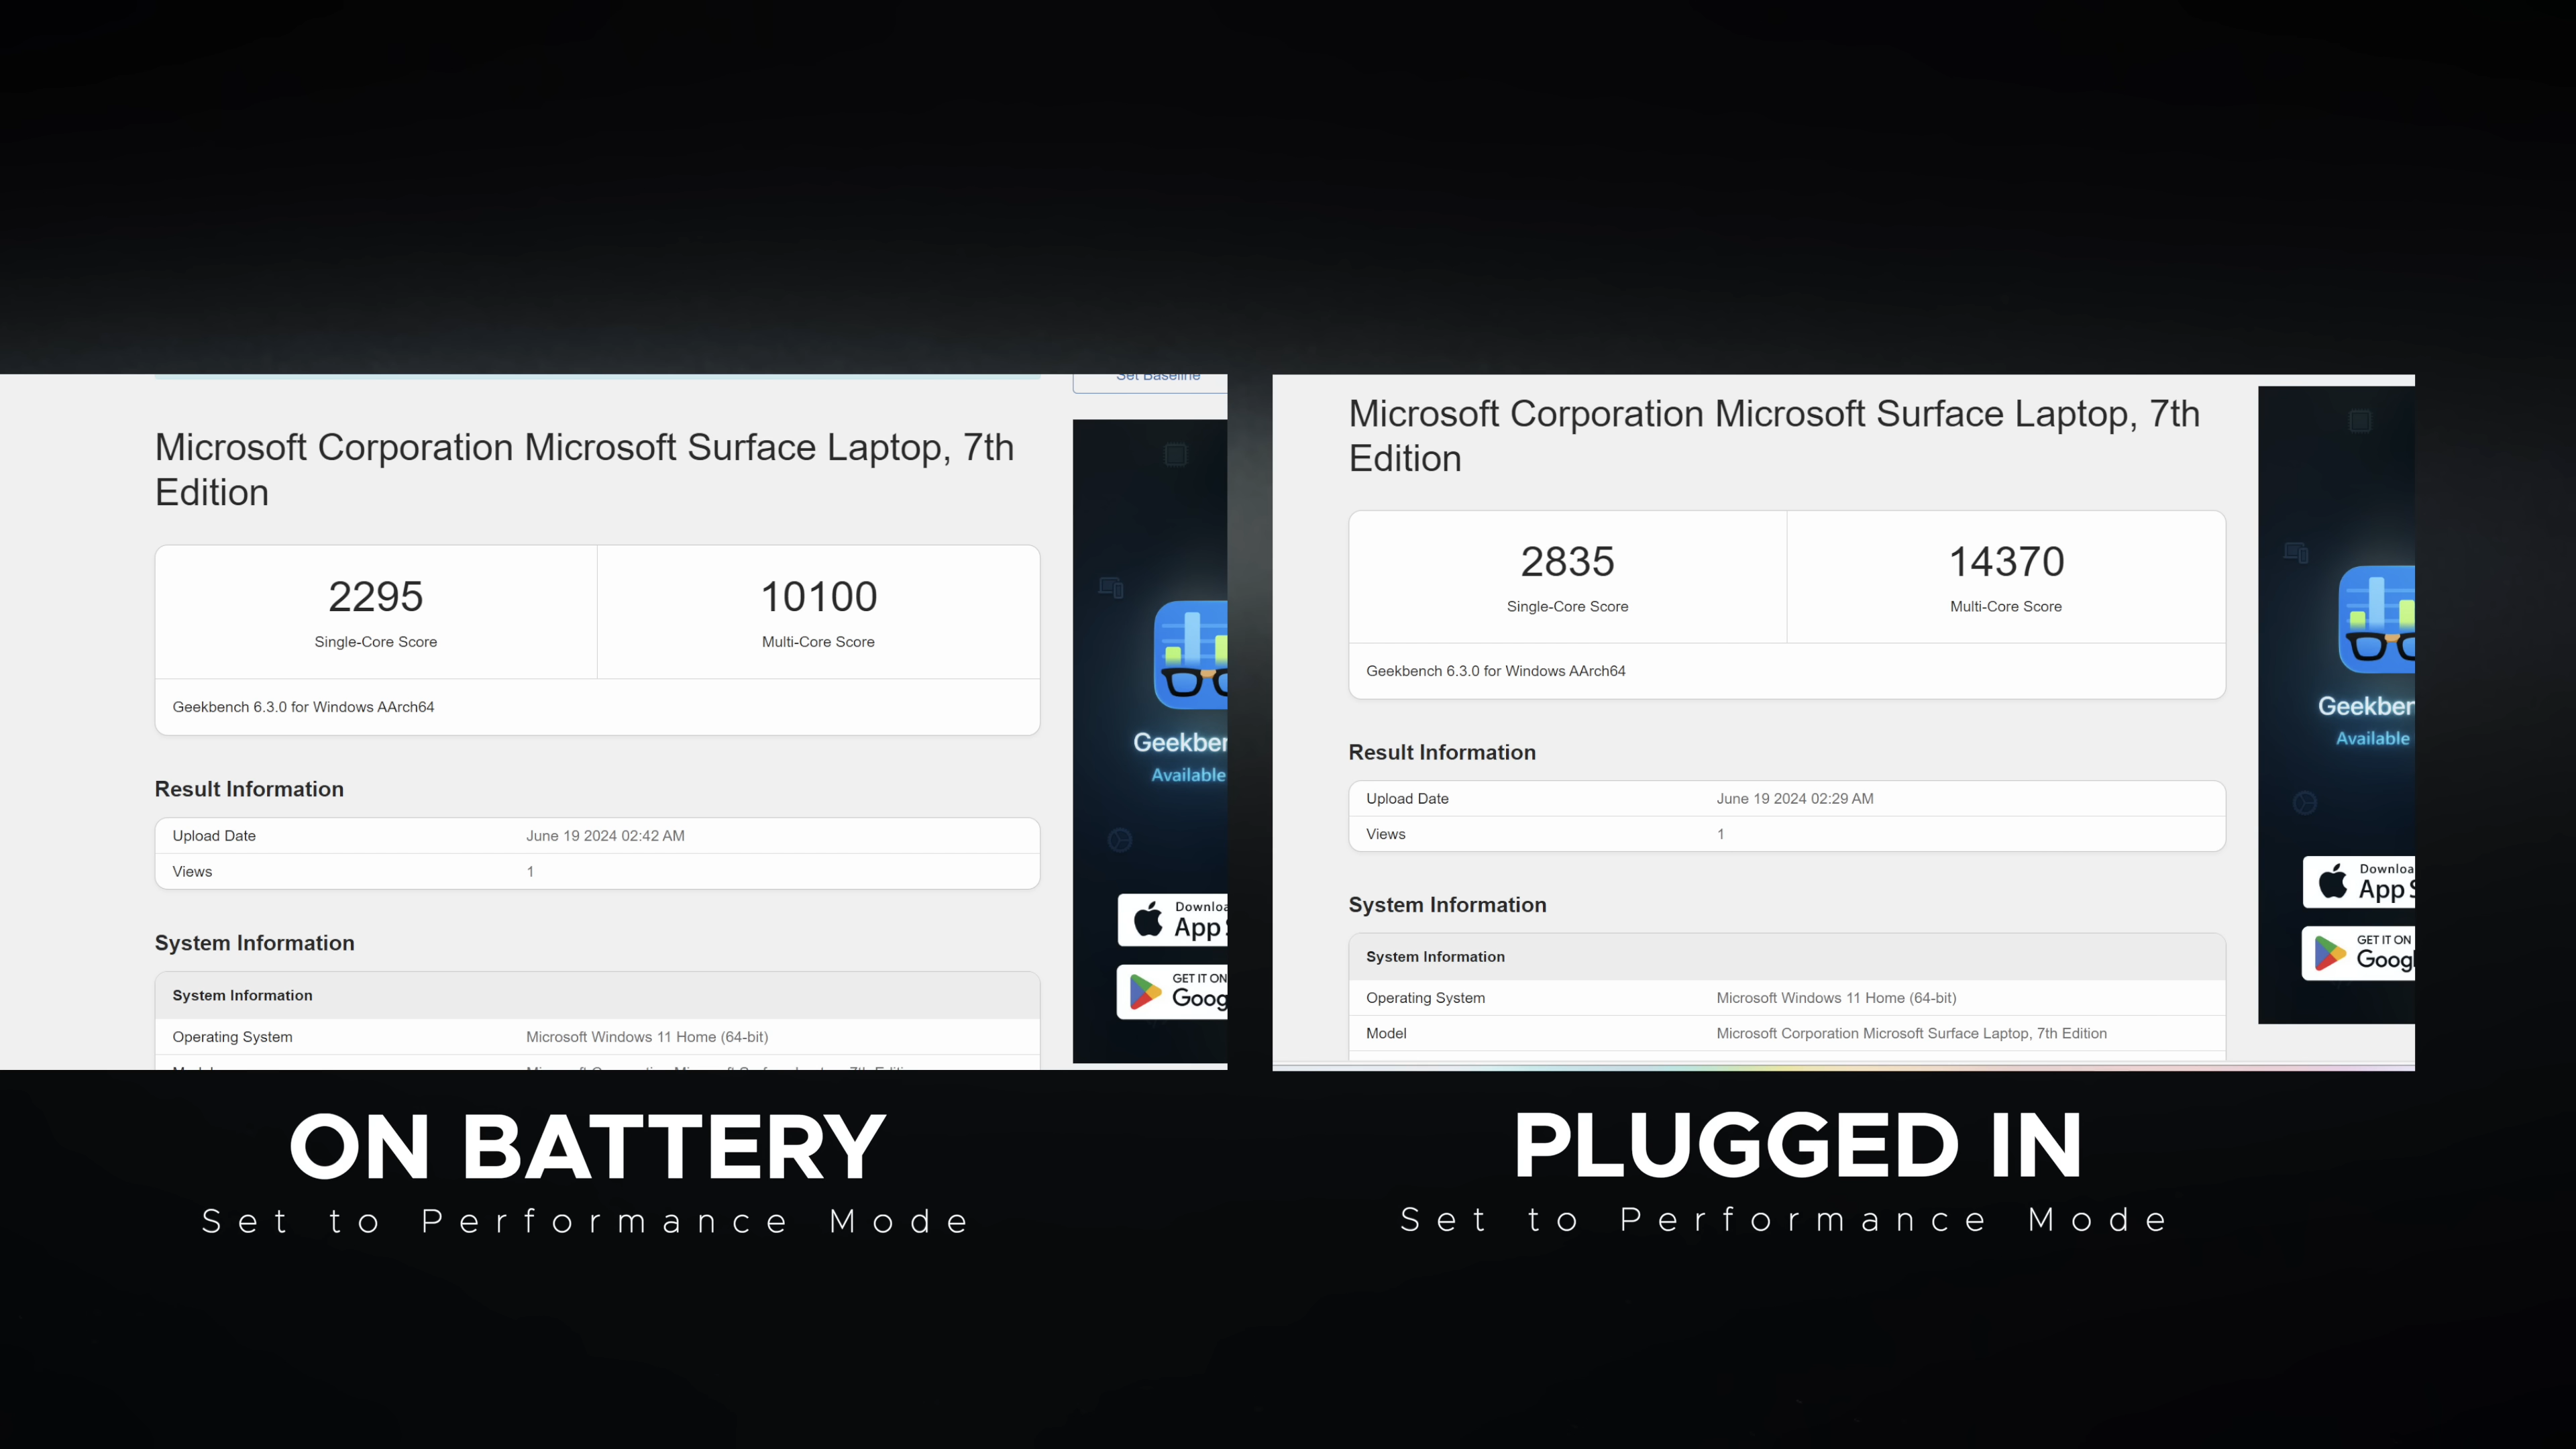 Set Baseline
Microsoft Corporation Microsoft Surface Laptop, 7th
Edition
2295
Single-Core Score
10100
Multi-Core Score
Geekbench 6.3.0 for Windows AArch64
Result Information
Upload Date June 19 2024 02:42 AM
Views 1
System Information
System Information
Operating System Microsoft Windows 11 Home (64-bit)
Available
App
GET IT ON
ON BATTERY
Set to Performance Mode
Microsoft Corporation Microsoft Surface Laptop, 7th
Edition
2835
Single-Core Score
14370
Multi-Core Score
Geekbench 6.3.0 for Windows AArch64
Result Information
Upload Date June 19 2024 02:29 AM
Views 1
System Information
System Information
Operating System Microsoft Windows 11 Home (64-bit)
Model Microsoft Corporation Microsoft Surface Laptop, 7th Edition
Available
App
GET IT ON
PLUGGED IN
Set to Performance Mode